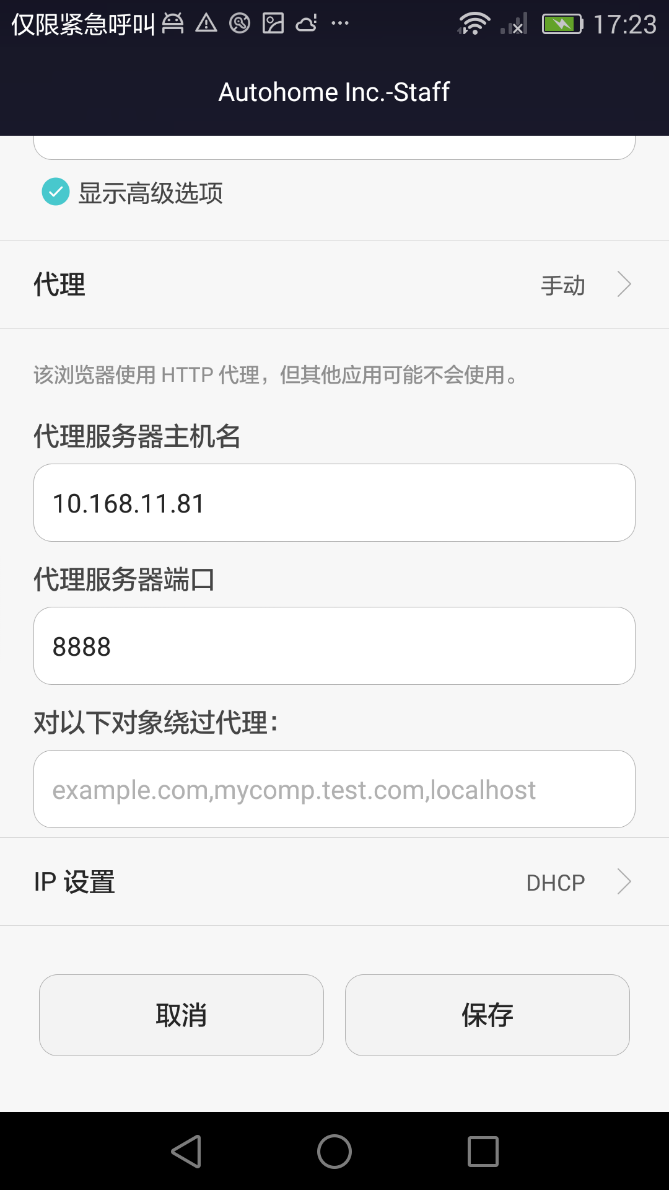 仅限紧急呼叫 17:23
Autohome Inc.-Staff
显示高级选项
代理 手动
该浏览器使用 HTTP 代理，但其他应用可能不会使用。
代理服务器主机名
10.168.11.81
代理服务器端口
8888
对以下对象绕过代理：
example.com,mycomp.test.com,localhost
IP 设置 DHCP
取消 保存